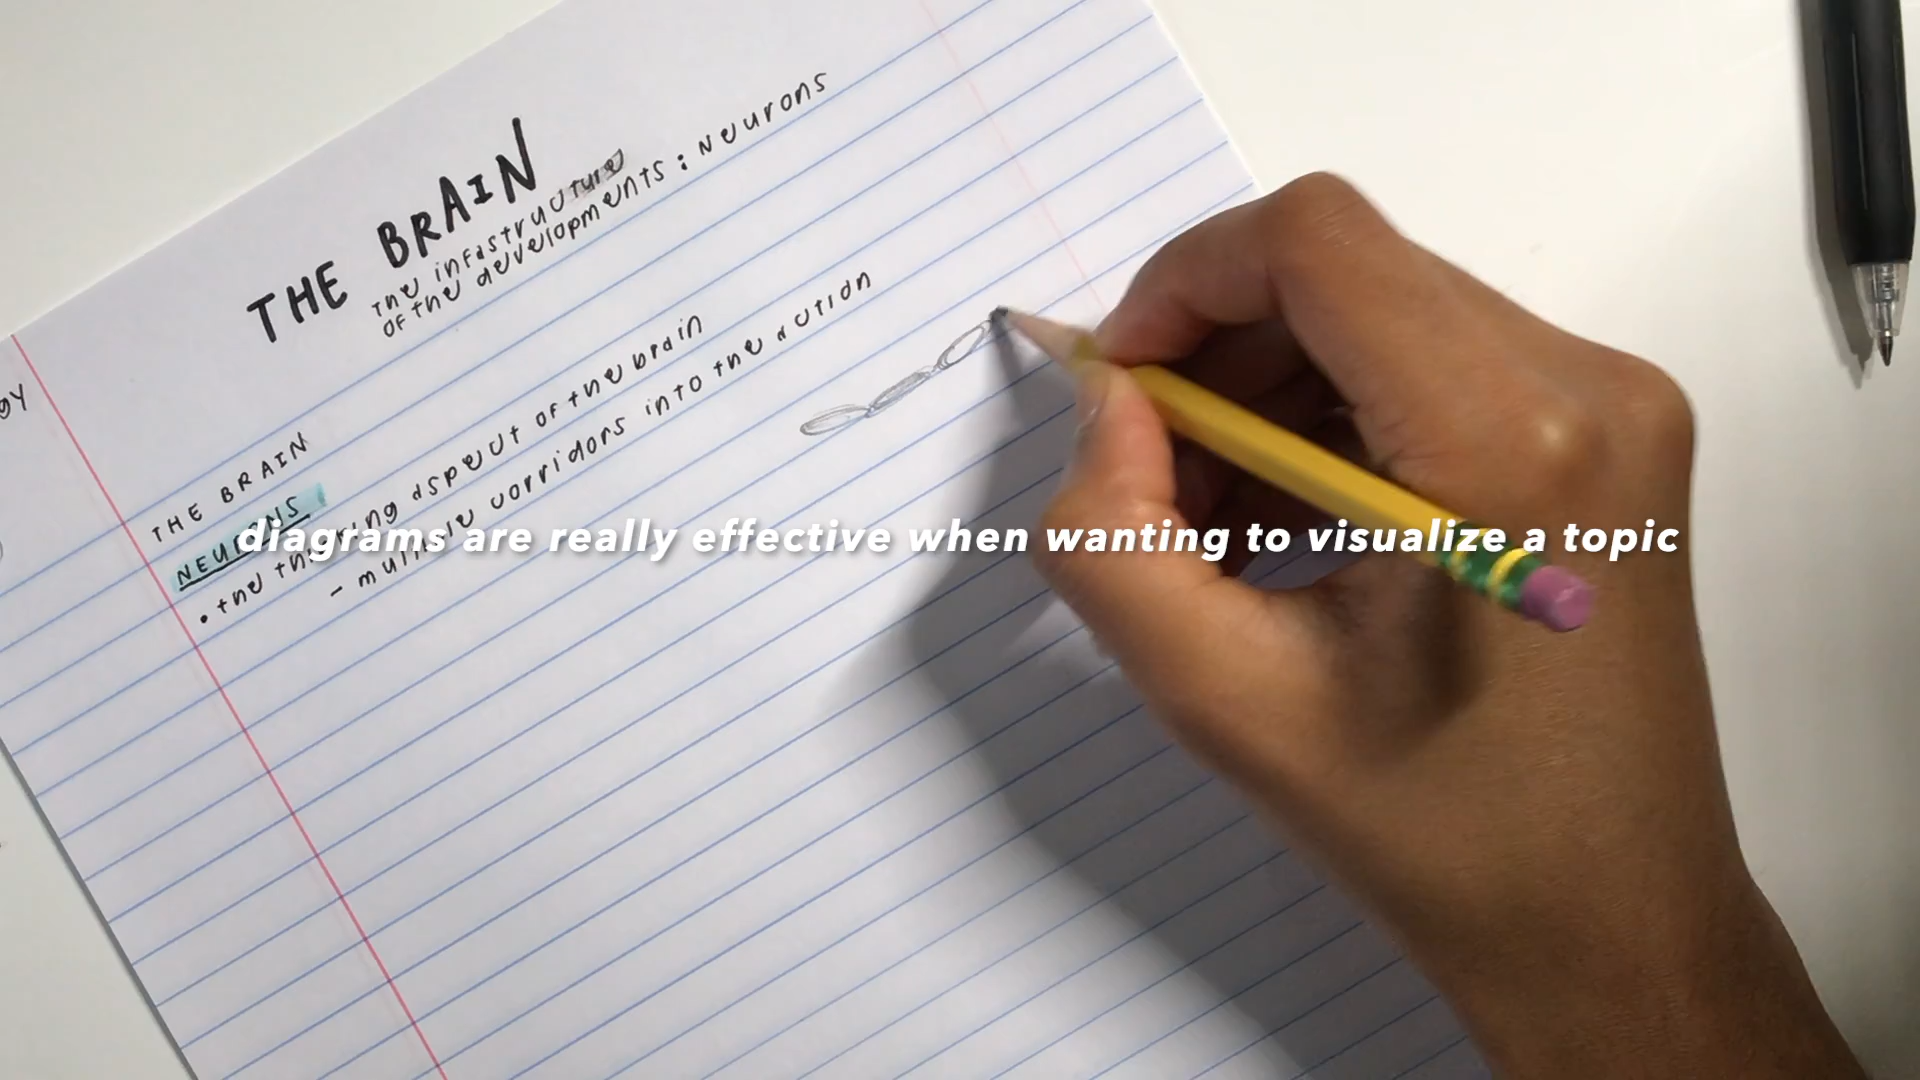 THE BRAIN
the infastructure
of the developments : neurons
gy
THE BRAIN
NEURONS
• the thinking aspect of the brain
- multiple corridors into the action
diagrams are really effective when wanting to visualize a topic